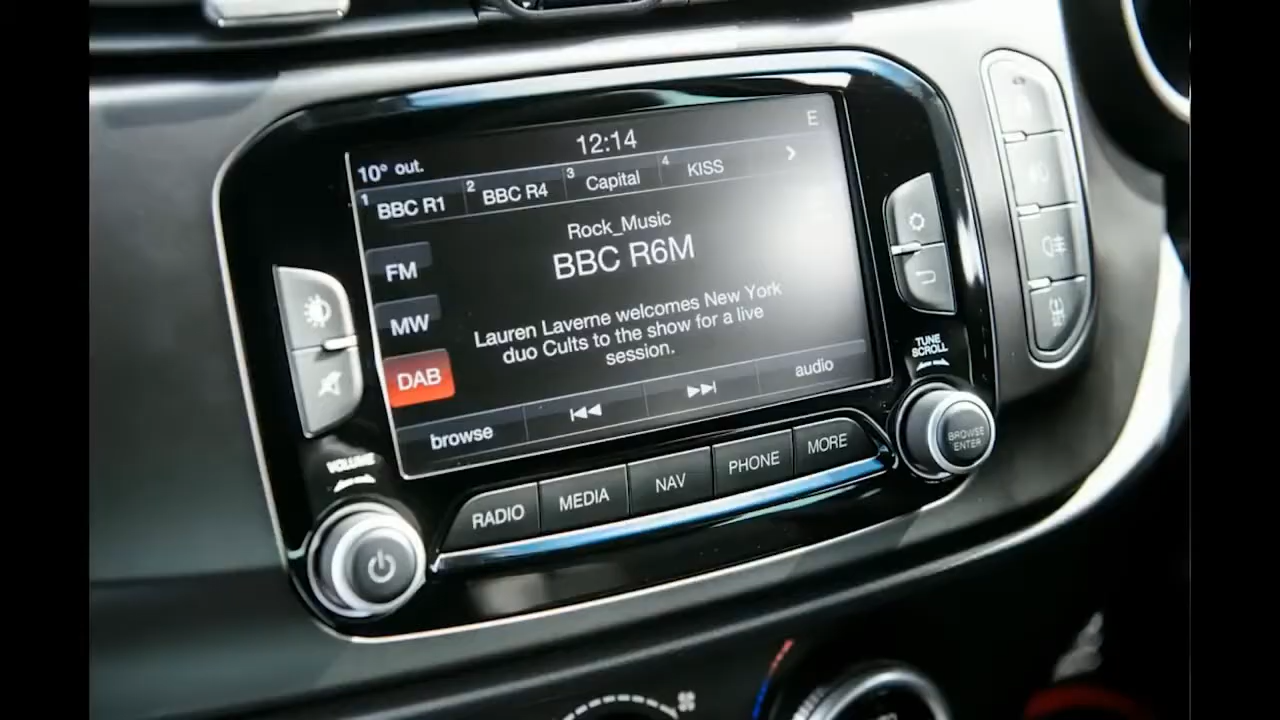 12:14
E
10° out.
1 BBC R1
2 BBC R4
3 Capital
4 KISS
Rock_Music
BBC R6M
FM
MW
DAB
Lauren Laverne welcomes New York
duo Cults to the show for a live
session.
browse
audio
VOLUME
TUNE
SCROLL
BROWSE
ENTER
RADIO
MEDIA
NAV
PHONE
MORE